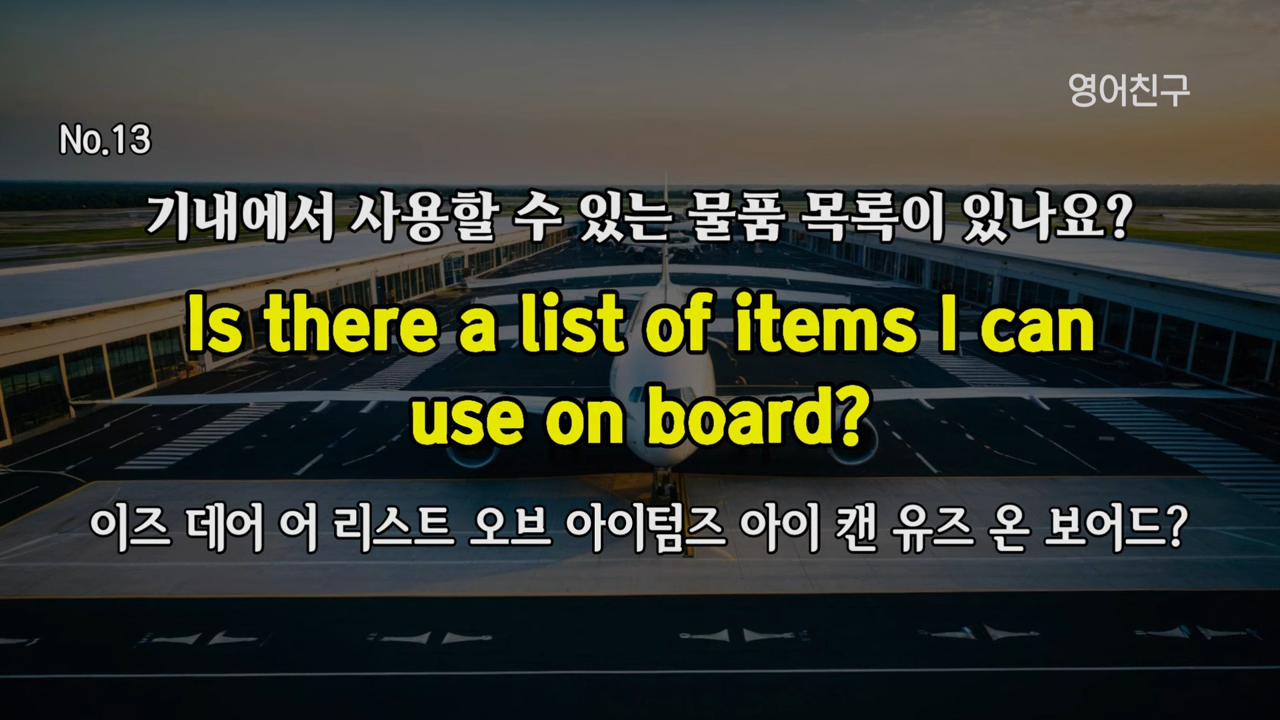 영어친구
No.13
기내에서 사용할 수 있는 물품 목록이 있나요?
Is there a list of items I can
use on board?
이즈 데어 어 리스트 오브 아이텀즈 아이 캔 유즈 온 보어드?